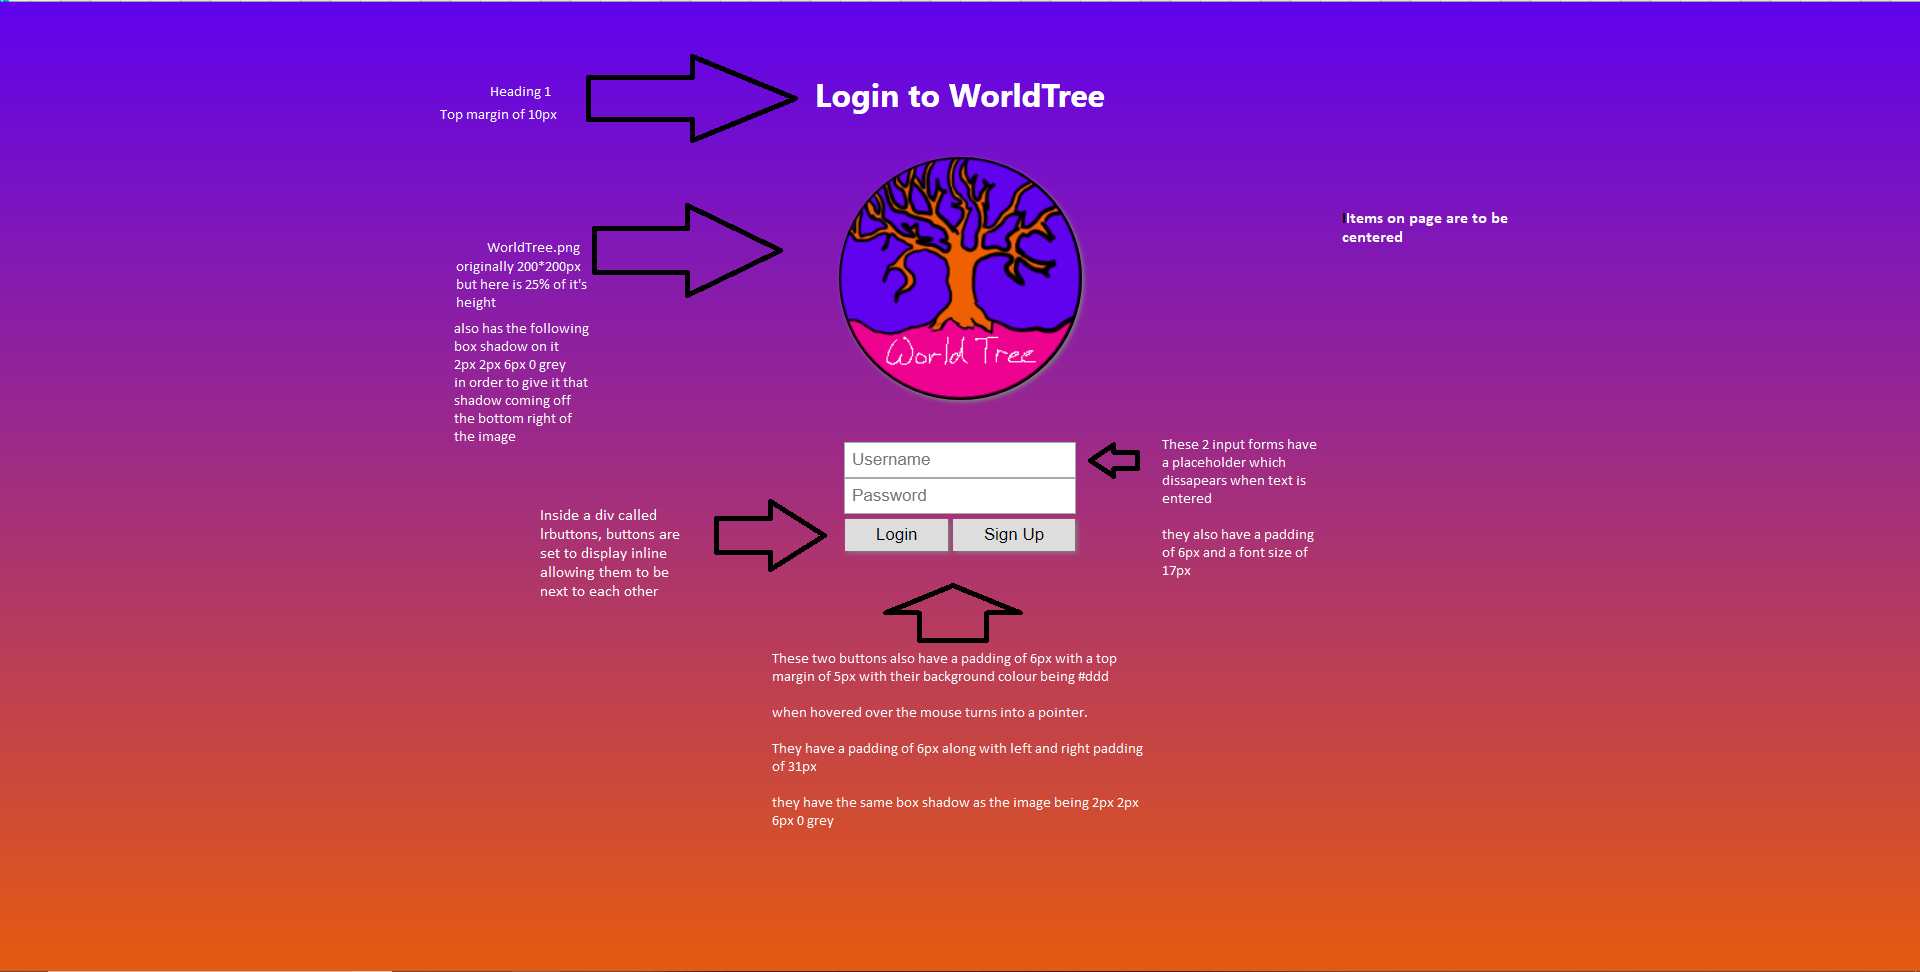 Heading 1
Top margin of 10px
Login to WorldTree
WorldTree.png
originally 200*200px
but here is 25% of it's
height
also has the following
box shadow on it
2px 2px 6px 0 grey
in order to give it that
shadow coming off
the bottom right of
the image
World Tree
Items on page are to be
centered
Username
Password
Login
Sign Up
These 2 input forms have
a placeholder which
dissapears when text is
entered
they also have a padding
of 6px and a font size of
17px
Inside a div called
lrbuttons, buttons are
set to display inline
allowing them to be
next to each other
These two buttons also have a padding of 6px with a top
margin of 5px with their background colour being #ddd
when hovered over the mouse turns into a pointer.
They have a padding of 6px along with left and right padding
of 31px
they have the same box shadow as the image being 2px 2px
6px 0 grey